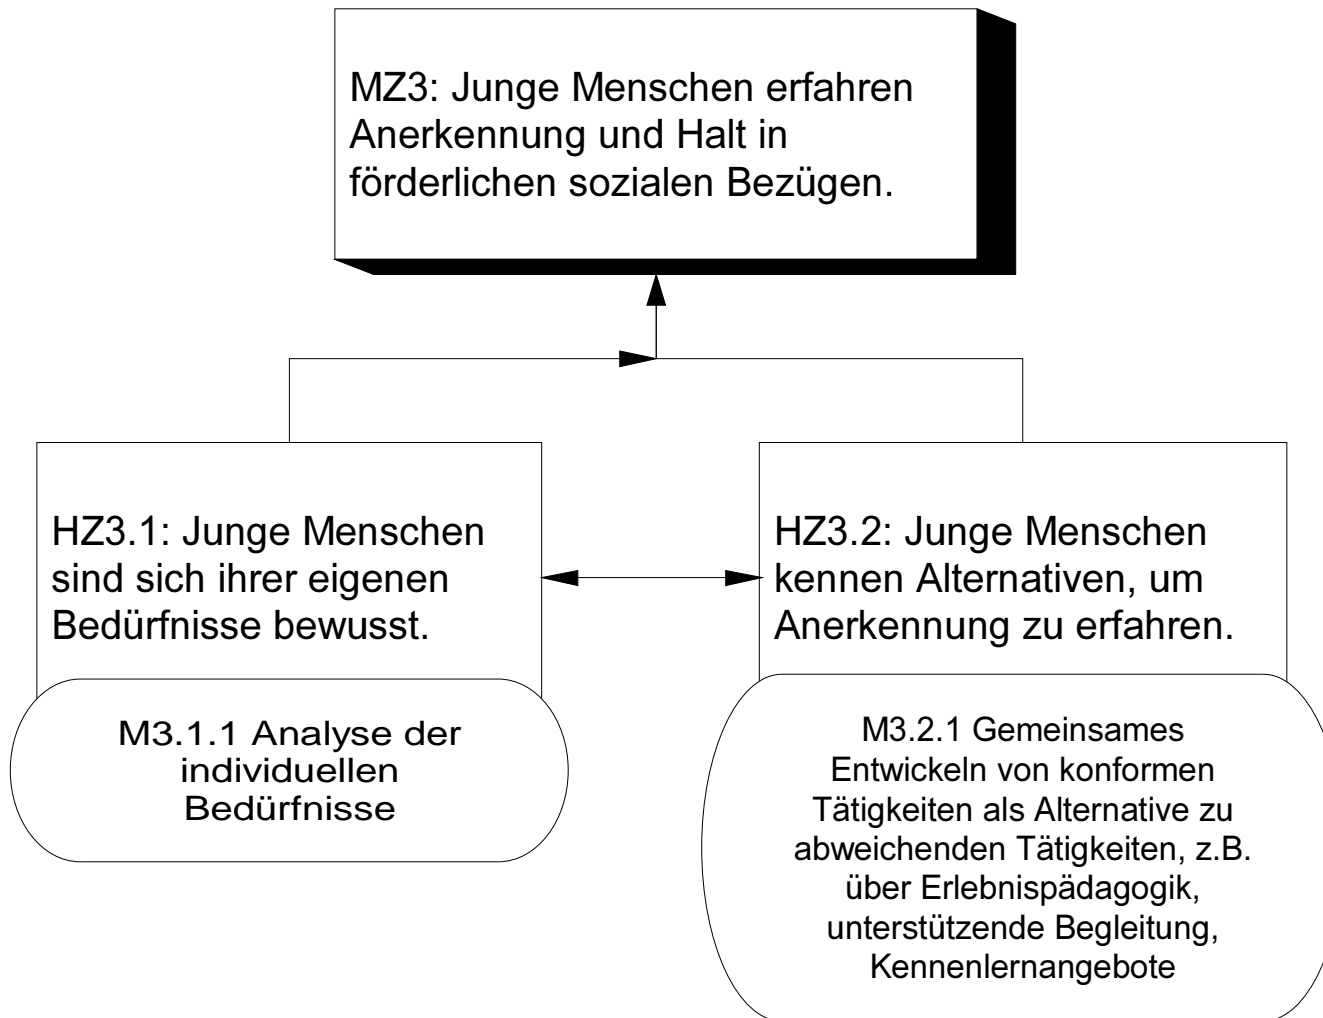 MZ3: Junge Menschen erfahren
Anerkennung und Halt in
förderlichen sozialen Bezügen.
HZ3.1: Junge Menschen
sind sich ihrer eigenen
Bedürfnisse bewusst.
M3.1.1 Analyse der
individuellen
Bedürfnisse
HZ3.2: Junge Menschen
kennen Alternativen, um
Anerkennung zu erfahren.
M3.2.1 Gemeinsames
Entwickeln von konformen
Tätigkeiten als Alternative zu
abweichenden Tätigkeiten, z.B.
über Erlebnispädagogik,
unterstützende Begleitung,
Kennenlernangebote